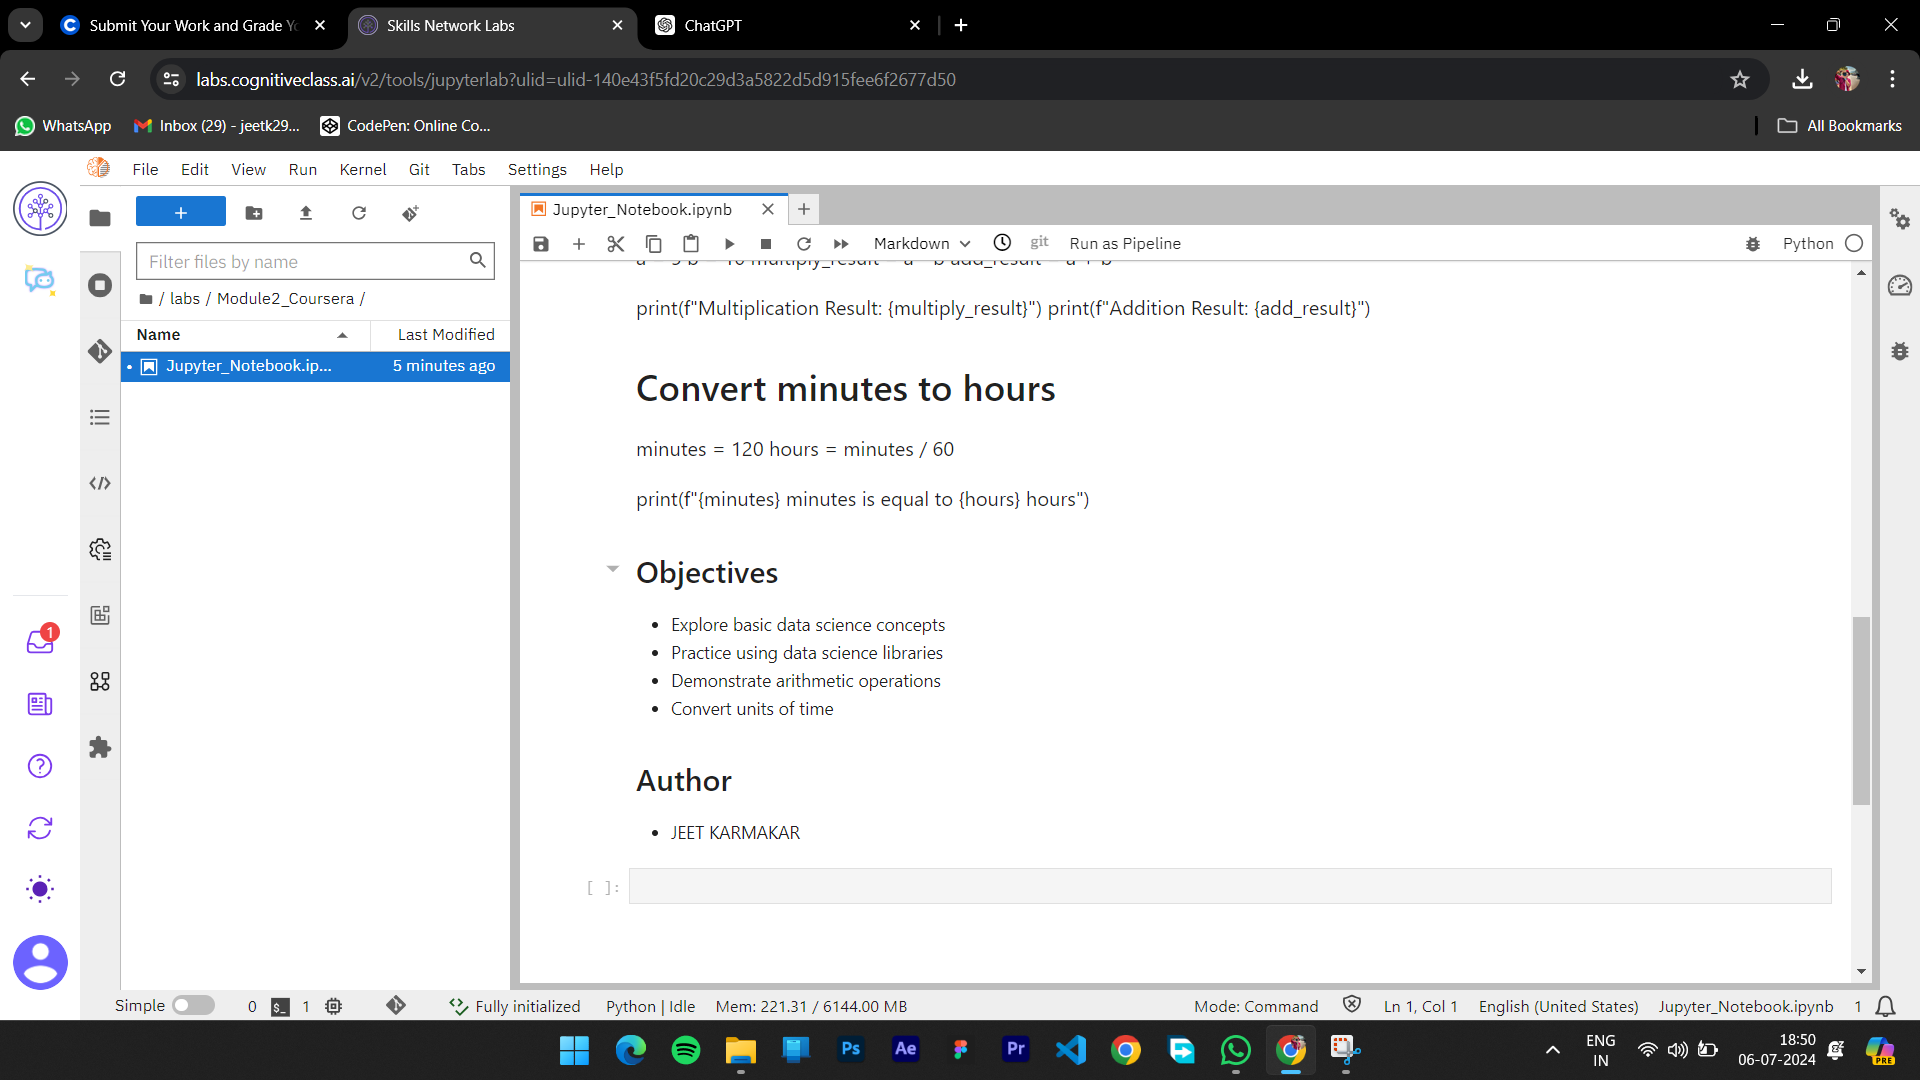 Submit Your Work and Grade Yo
Skills Network Labs
ChatGPT
labs.cognitiveclass.ai/v2/tools/jupyterlab?ulid=ulid-140e43f5fd20c29d3a5822d5d915fee6f2677d50
WhatsApp
Inbox (29) - jeetk29...
CodePen: Online Co...
All Bookmarks
File Edit View Run Kernel Git Tabs Settings Help
Jupyter_Notebook.ipynb
Markdown
git
Run as Pipeline
Python
Filter files by name
/ labs / Module2_Coursera /
Name
Last Modified
Jupyter_Notebook.ip...
5 minutes ago
print(f"Multiplication Result: {multiply_result}") print(f"Addition Result: {add_result}")
Convert minutes to hours
minutes = 120 hours = minutes / 60
print(f"{minutes} minutes is equal to {hours} hours")
Objectives
• Explore basic data science concepts
• Practice using data science libraries
• Demonstrate arithmetic operations
• Convert units of time
Author
• JEET KARMAKAR
[ ]:
1
Simple
0
$_
1
Fully initialized
Python | Idle
Mem: 221.31 / 6144.00 MB
Mode: Command
Ln 1, Col 1
English (United States)
Jupyter_Notebook.ipynb
1
Ps
Ae
Pr
ENG
IN
18:50
06-07-2024
PRE